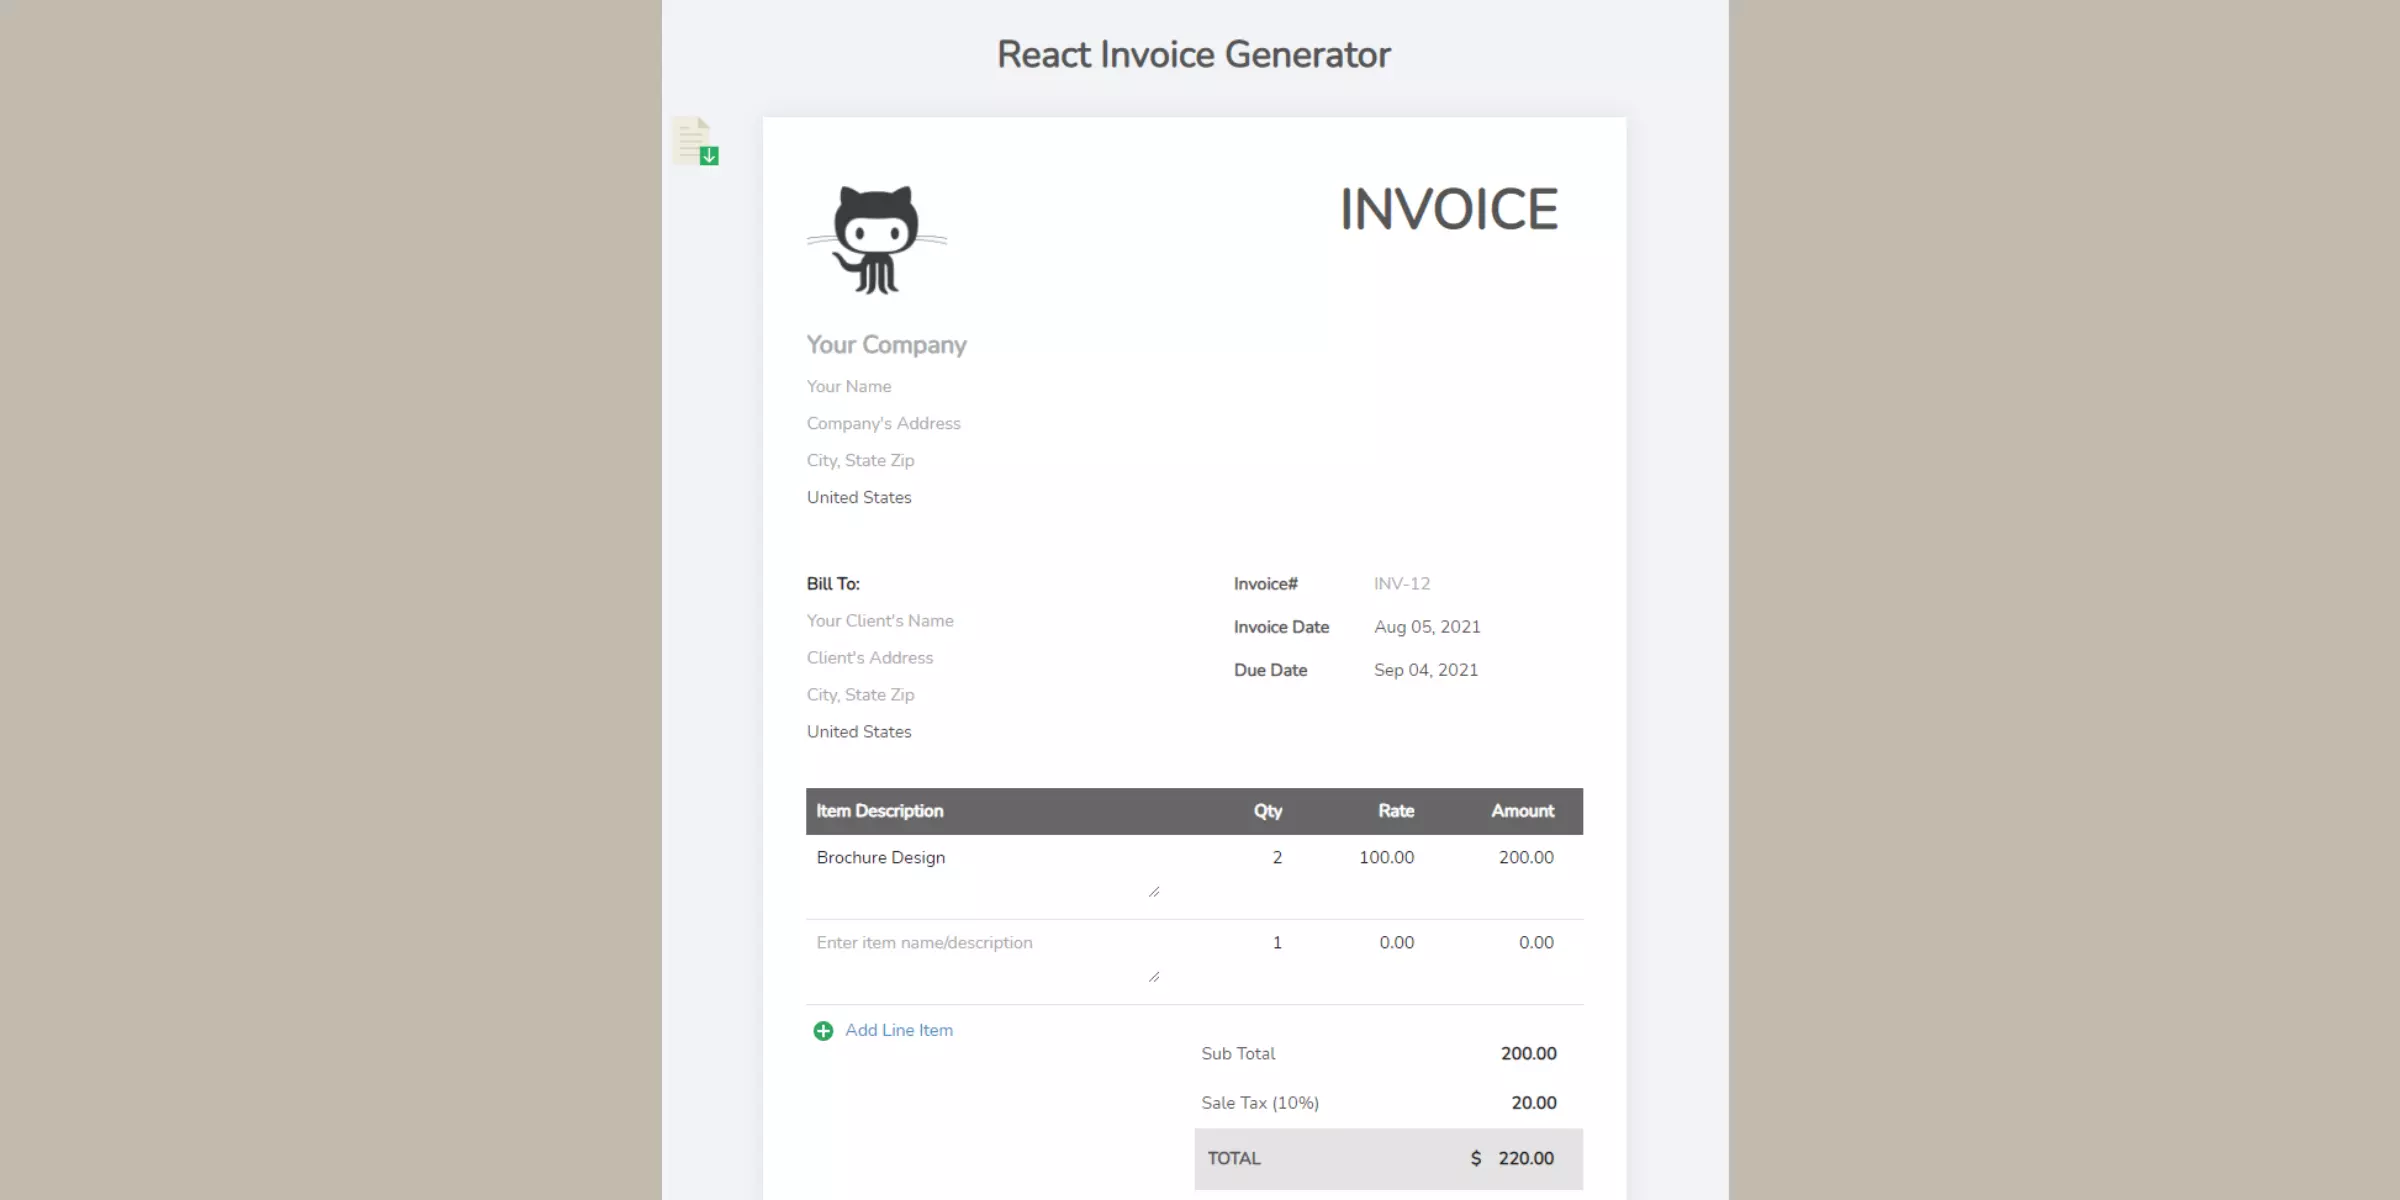 React Invoice Generator
INVOICE
Your Company
Your Name
Company's Address
City, State Zip
United States
Bill To:
Your Client's Name
Client's Address
City, State Zip
United States
Invoice# INV-12
Invoice Date Aug 05, 2021
Due Date Sep 04, 2021
Item Description Qty Rate Amount
Brochure Design 2 100.00 200.00
Enter item name/description 1 0.00 0.00
Add Line Item
Sub Total 200.00
Sale Tax (10%) 20.00
TOTAL $ 220.00